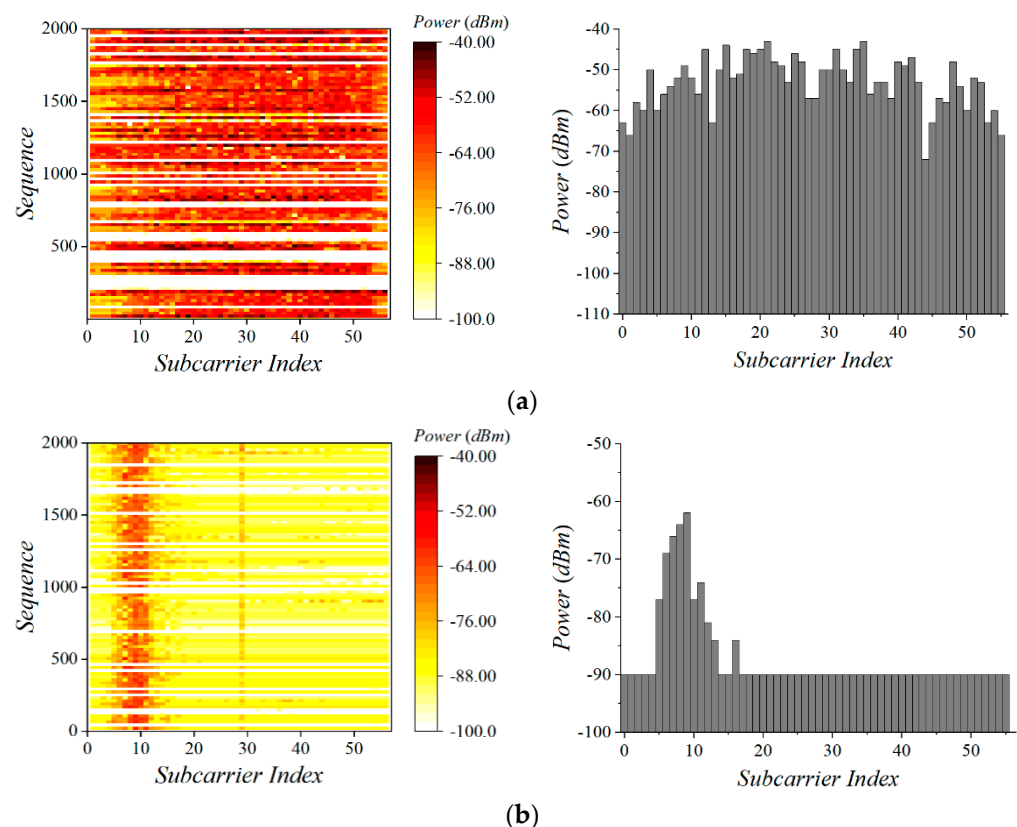 Power (dBm)
2000
1500
1000
500
Sequence
0 10 20 30 40 50
Subcarrier Index
-40.00
-52.00
-64.00
-76.00
-88.00
-100.0
-40
-50
-60
-70
-80
-90
-100
-110
Power (dBm)
0 10 20 30 40 50
Subcarrier Index
(a)
Power (dBm)
2000
1500
1000
500
0
Sequence
0 10 20 30 40 50
Subcarrier Index
-40.00
-52.00
-64.00
-76.00
-88.00
-100.0
-50
-60
-70
-80
-90
-100
Power (dBm)
0 10 20 30 40 50
Subcarrier Index
(b)